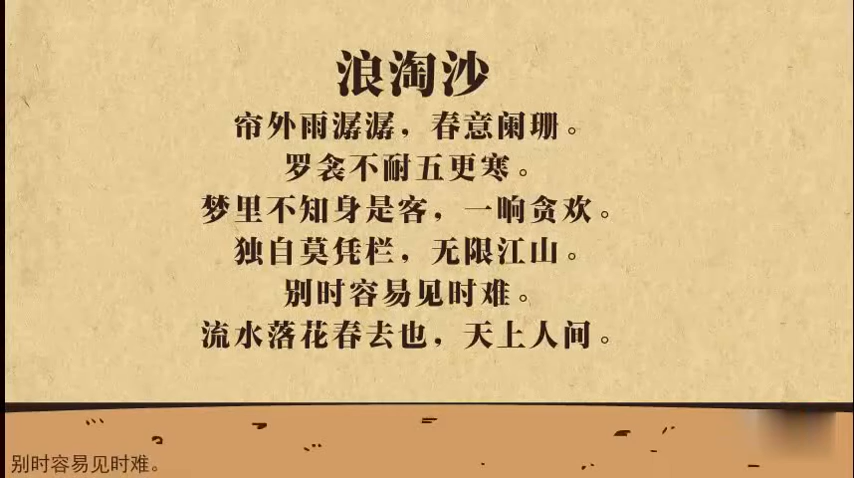 浪淘沙
帘外雨潺潺，春意阑珊。
罗衾不耐五更寒。
梦里不知身是客，一响贪欢。
独自莫凭栏，无限江山。
别时容易见时难。
流水落花春去也，天上人间。
别时容易见时难。